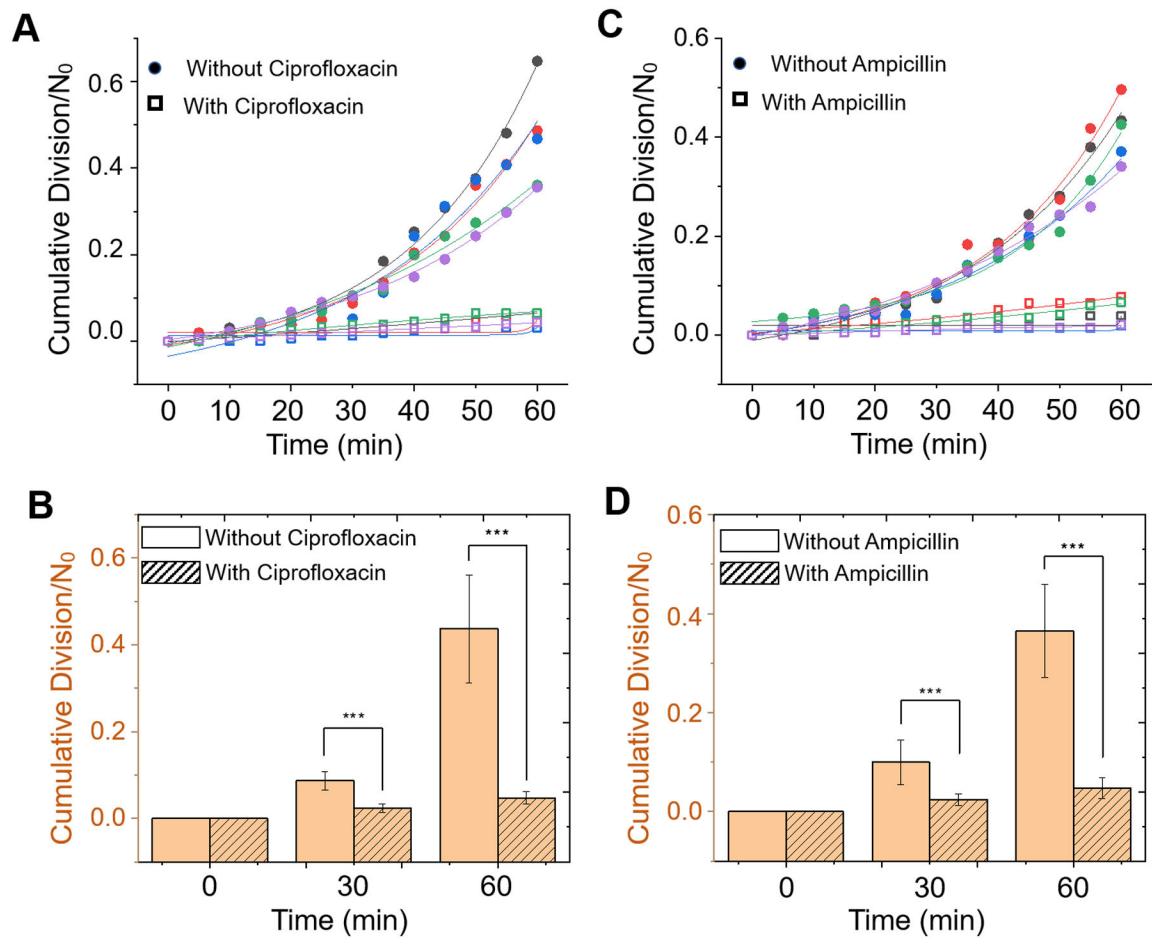 A
Cumulative Division/N₀
0.6
0.4
0.2
0.0
Without Ciprofloxacin
With Ciprofloxacin
0 10 20 30 40 50 60
Time (min)
C
Cumulative Division/N₀
0.6
0.4
0.2
0.0
Without Ampicillin
With Ampicillin
0 10 20 30 40 50 60
Time (min)
B
Cumulative Division/N₀
0.6
0.4
0.2
0.0
Without Ciprofloxacin
With Ciprofloxacin
***
***
0 30 60
Time (min)
D
Cumulative Division/N₀
0.6
0.4
0.2
0.0
Without Ampicillin
With Ampicillin
***
***
0 30 60
Time (min)